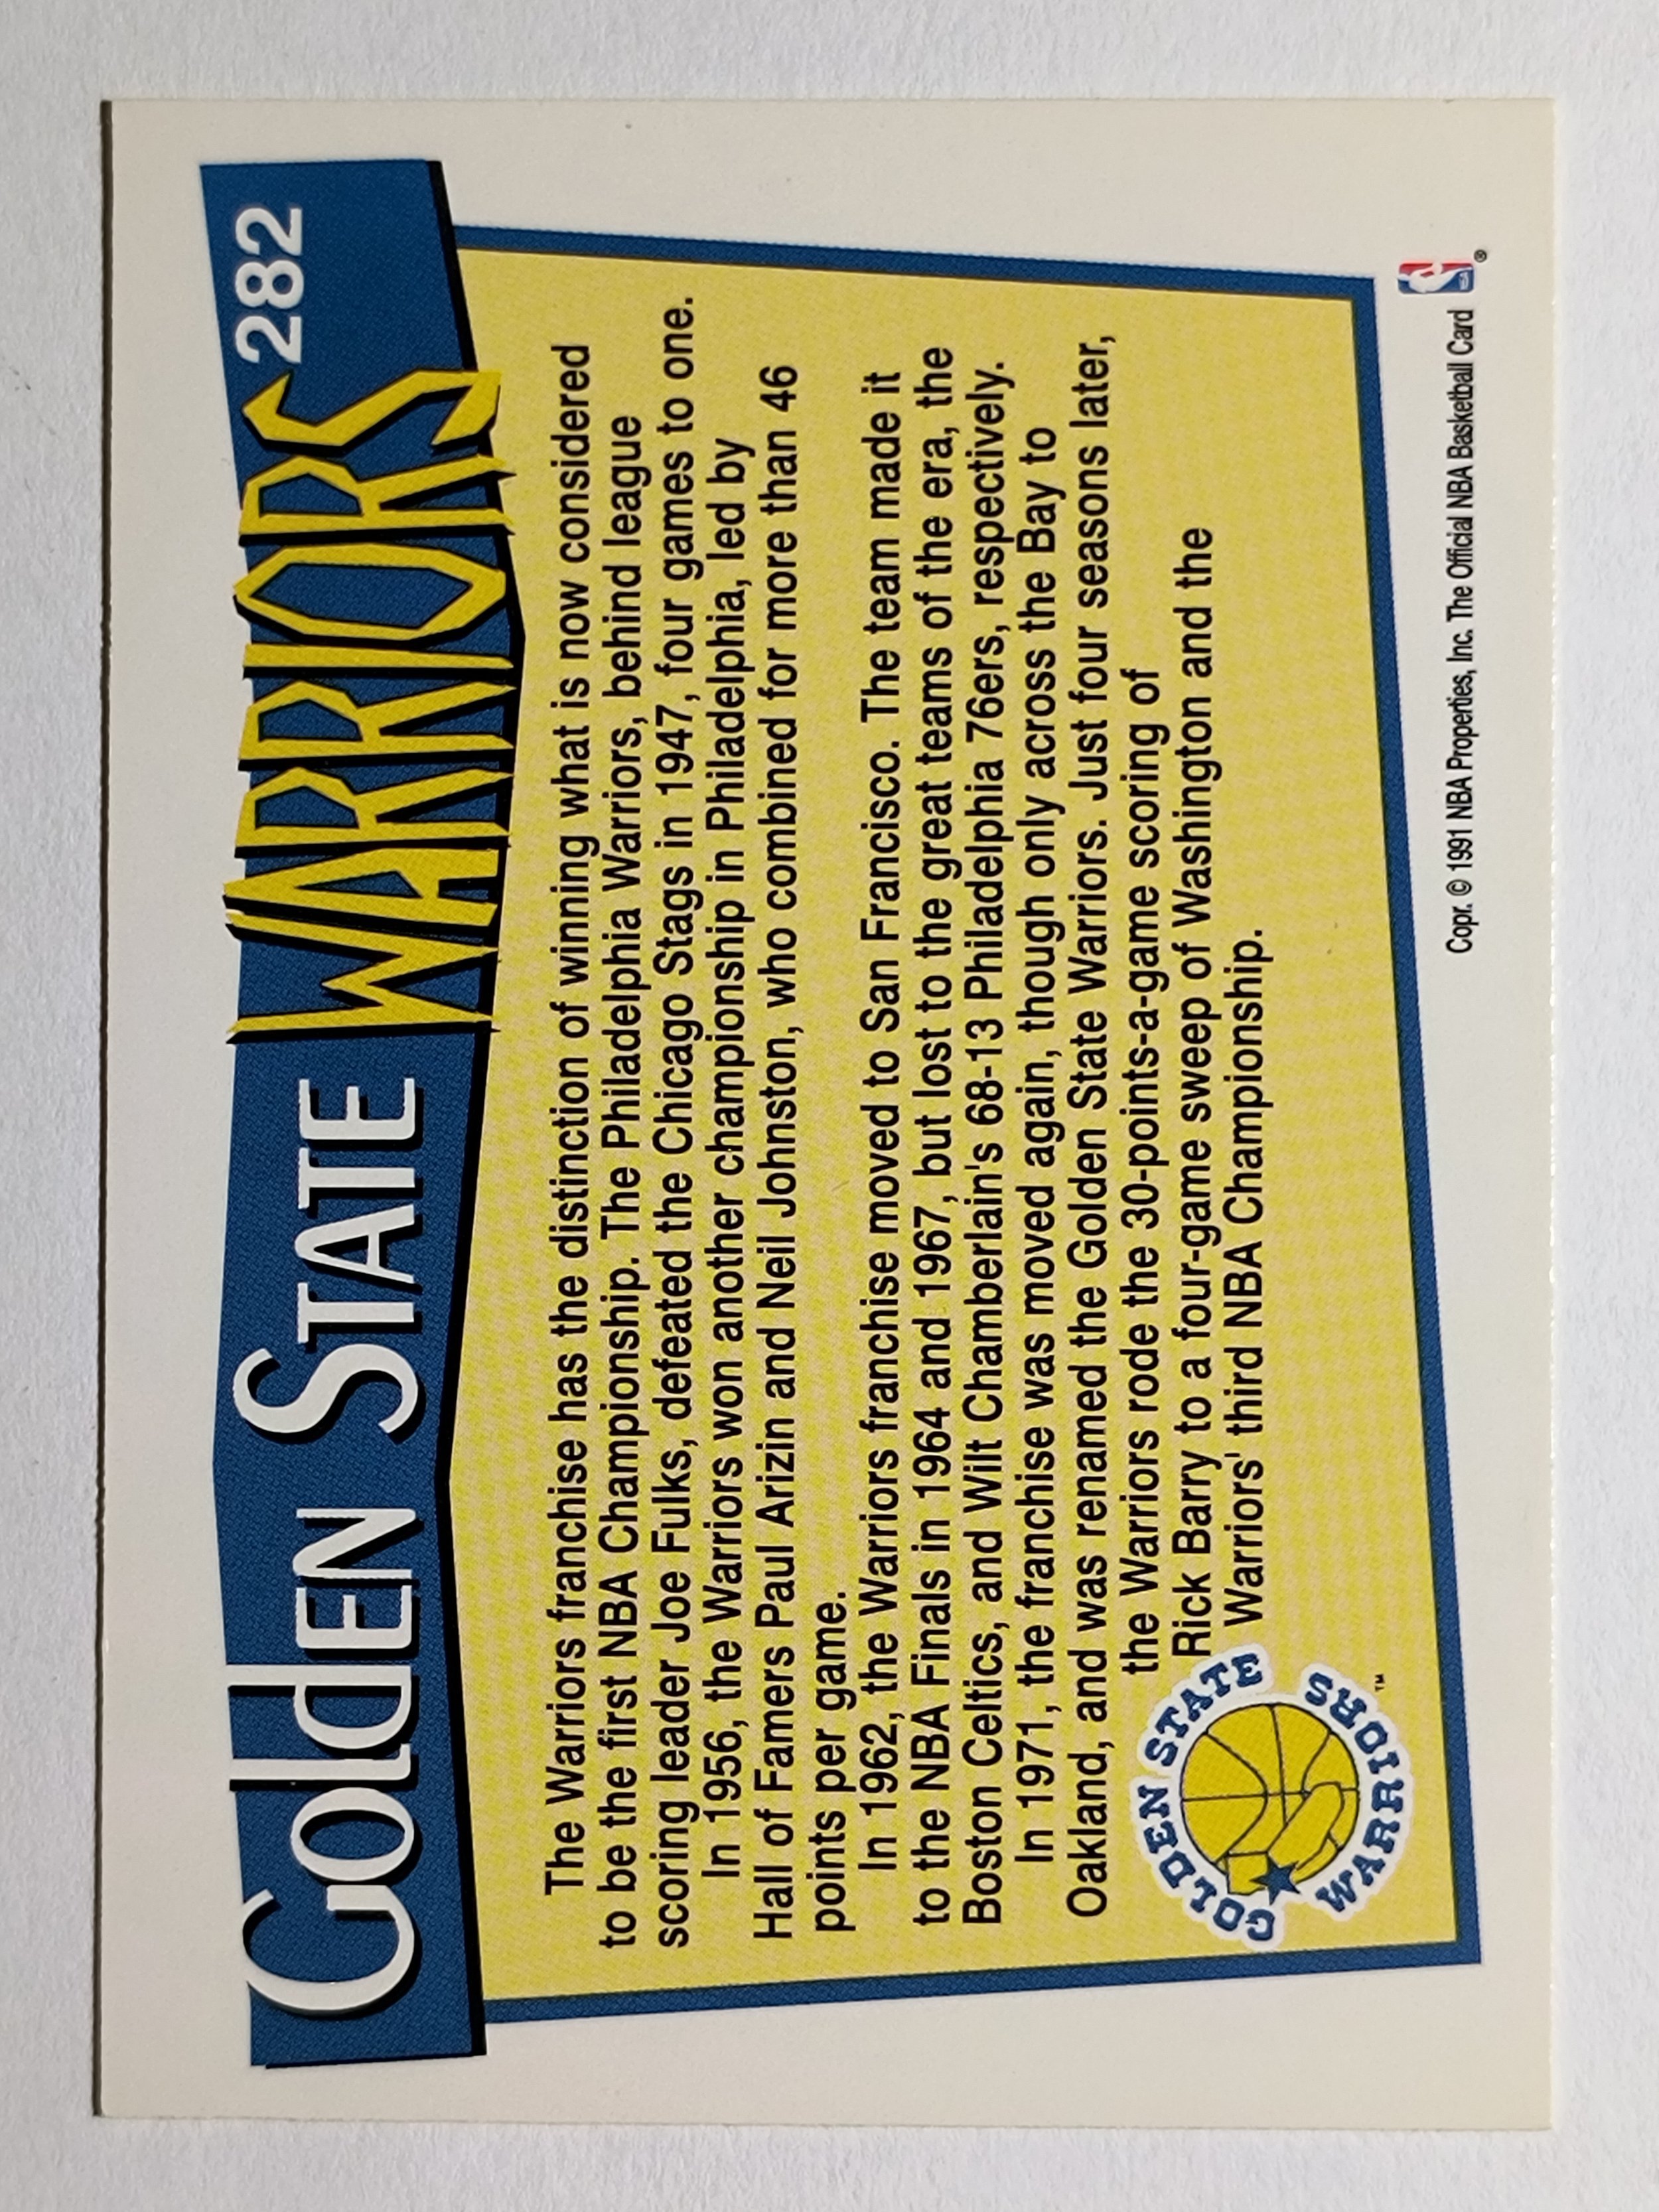 Golden State Warriors 282
The Warriors franchise has the distinction of winning what is now considered
to be the first NBA Championship. The Philadelphia Warriors, behind league
scoring leader Joe Fulks, defeated the Chicago Stags in 1947, four games to one.
In 1956, the Warriors won another championship in Philadelphia, led by
Hall of Famers Paul Arizin and Neil Johnston, who combined for more than 46
points per game.
In 1962, the Warriors franchise moved to San Francisco. The team made it
to the NBA Finals in 1964 and 1967, but lost to the great teams of the era, the
Boston Celtics, and Wilt Chamberlain's 68-13 Philadelphia 76ers, respectively.
In 1971, the franchise was moved again, though only across the Bay to
Oakland, and was renamed the Golden State Warriors. Just four seasons later,
the Warriors rode the 30-points-a-game scoring of
Rick Barry to a four-game sweep of Washington and the
Warriors' third NBA Championship.
GOLDEN STATE
WARRIORS™
Copr. © 1991 NBA Properties, Inc. The Official NBA Basketball Card
NBA ®